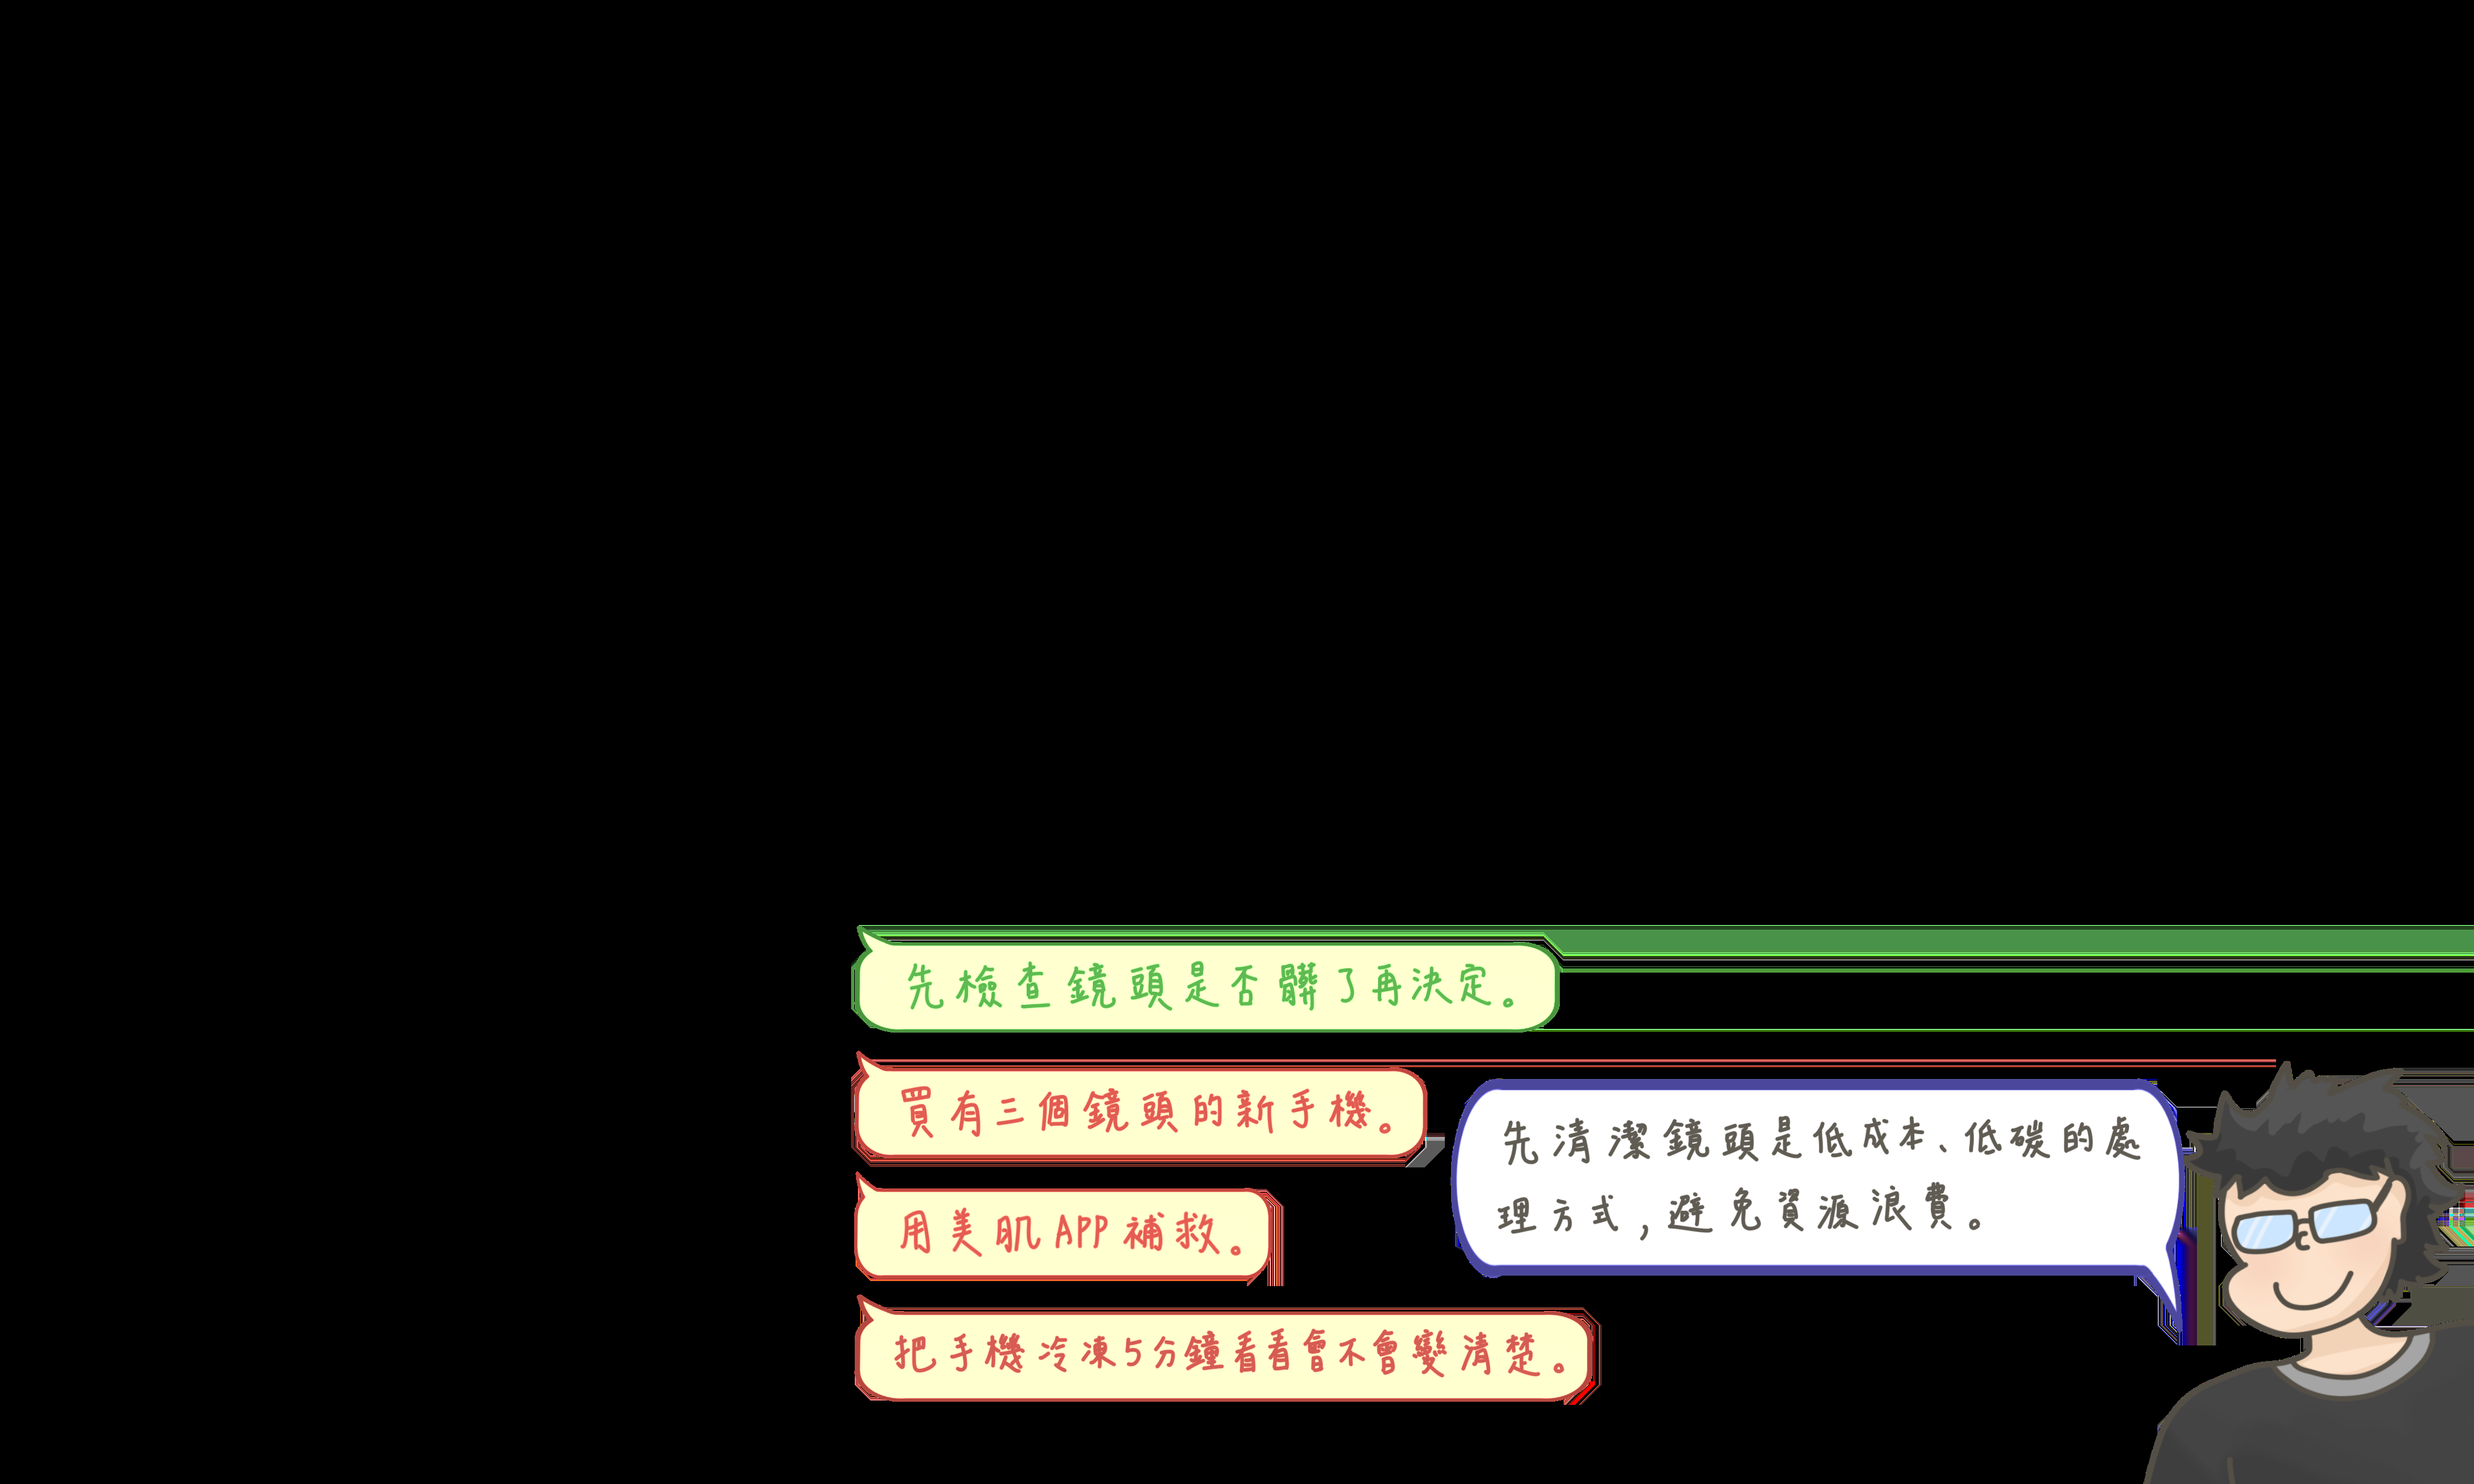 先檢查鏡頭是否髒了再決定。
買有三個鏡頭的新手機。
先清潔鏡頭是低成本、低碳的處
理方式,避免資源浪費。
用美肌APP補救。
把手機冷凍5分鐘看看會不會變清楚。